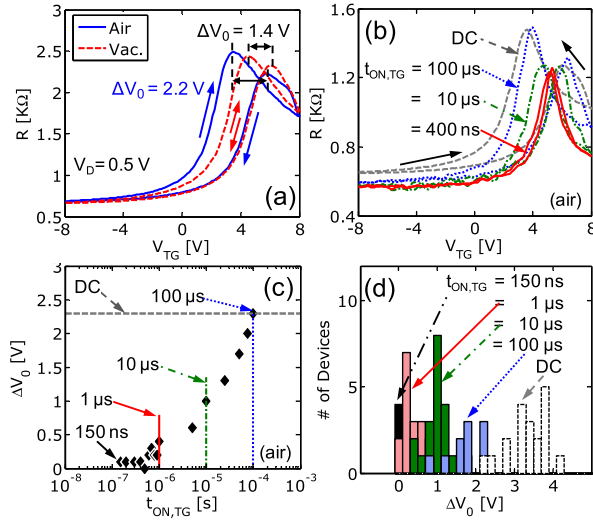 (a)
Air
Vac.
ΔV0 = 1.4 V
ΔV0 = 2.2 V
VD= 0.5 V
R [KΩ]
3
2.5
2
1.5
1
0.5
-8 -4 0 4 8
VTG [V]
(b)
DC
tON,TG = 100 µs
= 10 µs
= 400 ns
(air)
R [KΩ]
1.6
1.2
0.8
0.4
-8 -4 0 4 8
VTG [V]
(c)
DC
100 µs
10 µs
1 µs
150 ns
(air)
ΔV0 [V]
3
2.5
2
1.5
1
0.5
0
10-8 10-7 10-6 10-5 10-4 10-3
tON,TG [s]
(d)
tON,TG = 150 ns
= 1 µs
= 10 µs
= 100 µs
DC
# of Devices
10
5
0
0 1 2 3 4
ΔV0 [V]